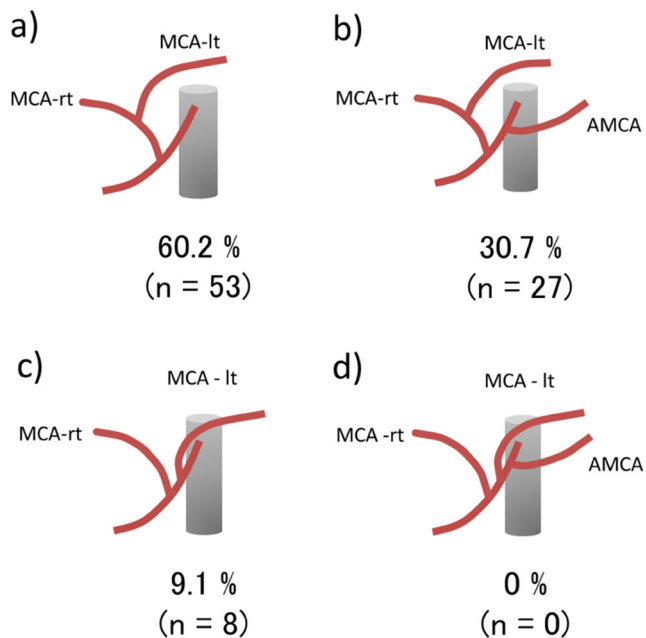 a)
MCA-lt
MCA-rt
60.2 %
(n = 53)
b)
MCA-lt
MCA-rt
AMCA
30.7 %
(n = 27)
c)
MCA - lt
MCA-rt
9.1 %
(n = 8)
d)
MCA - lt
MCA -rt
AMCA
0 %
(n = 0)